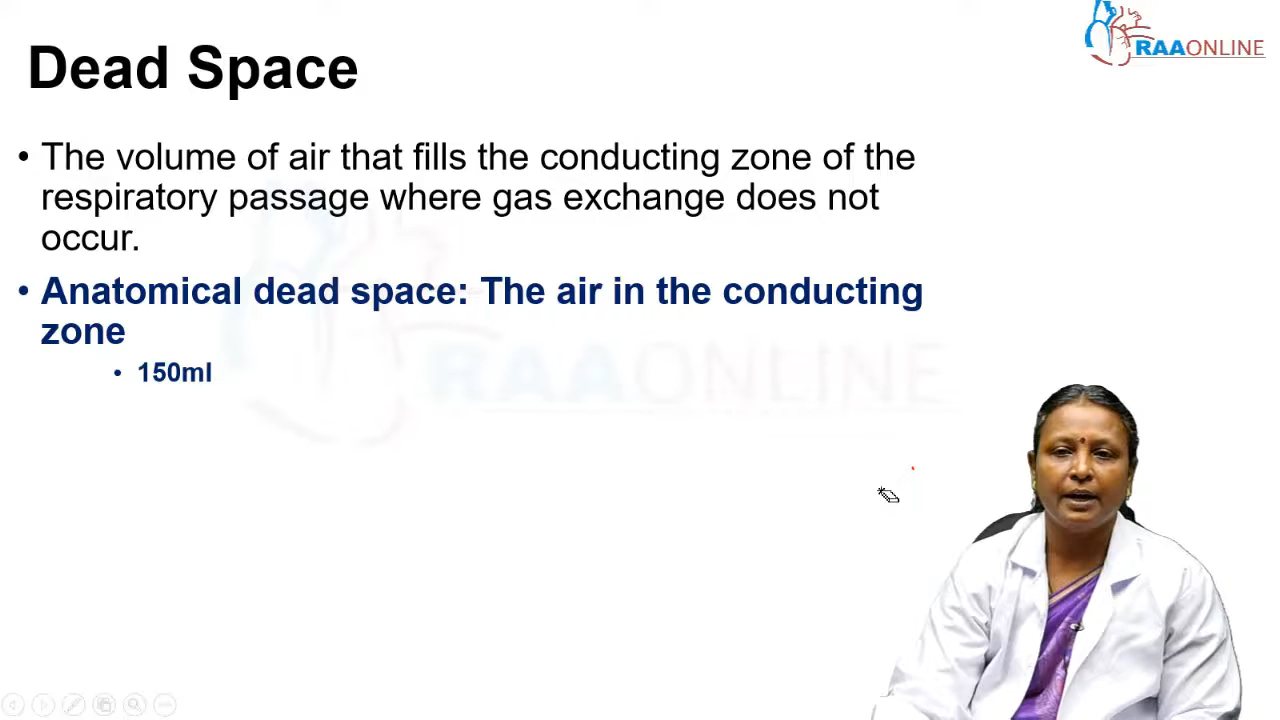 RAAONLINE
Dead Space
• The volume of air that fills the conducting zone of the
respiratory passage where gas exchange does not
occur.
• Anatomical dead space: The air in the conducting
zone
• 150ml
RAAONLINE